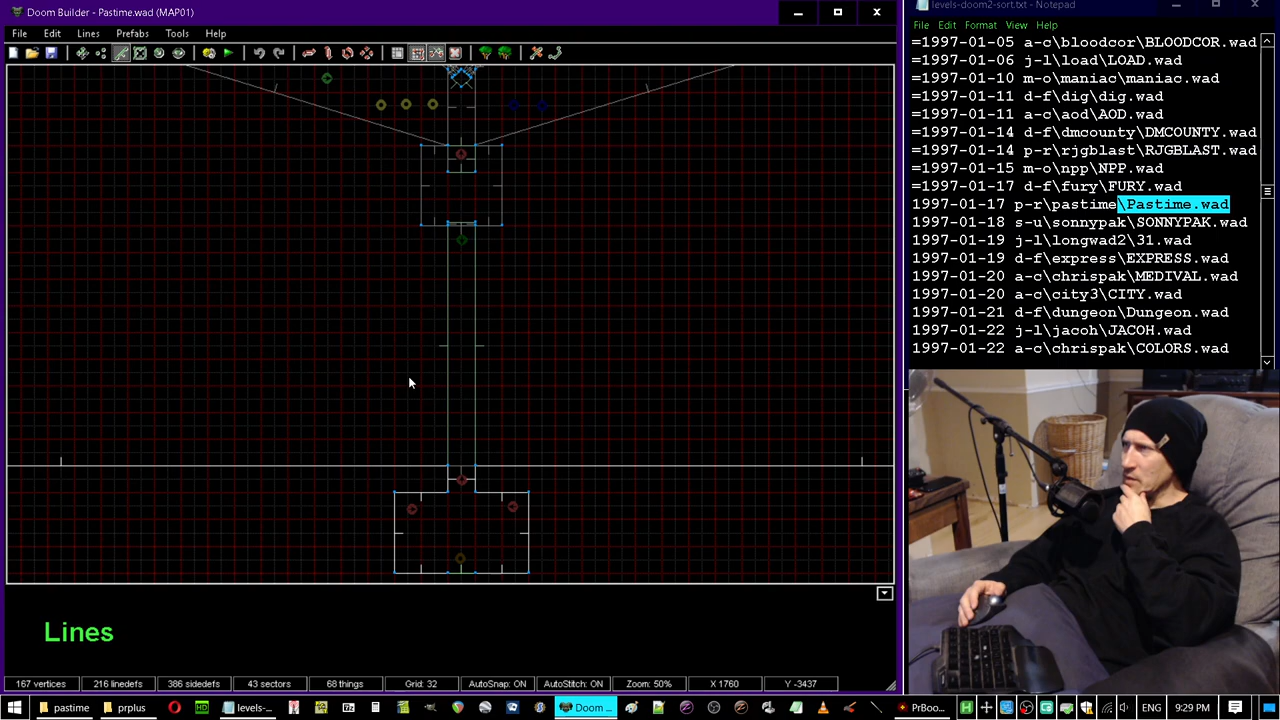 Doom Builder - Pastime.wad (MAP01)
File Edit Lines Prefabs Tools Help
Lines
167 vertices 216 linedefs 386 sidedefs 43 sectors 68 things Grid: 32 AutoSnap: ON AutoStitch: ON Zoom: 50% X 1760 Y -3437
levels-doom2-sort.txt - Notepad
File Edit Format View Help
=1997-01-05 a-c\bloodcor\BLOODCOR.wad
=1997-01-06 j-l\load\LOAD.wad
=1997-01-10 m-o\maniac\maniac.wad
=1997-01-11 d-f\dig\dig.wad
=1997-01-11 a-c\aod\AOD.wad
=1997-01-14 d-f\dmcounty\DMCOUNTY.wad
=1997-01-14 p-r\rjgblast\RJGBLAST.wad
=1997-01-15 m-o\npp\NPP.wad
=1997-01-17 d-f\fury\FURY.wad
1997-01-17 p-r\pastime\Pastime.wad
1997-01-18 s-u\sonnypak\SONNYPAK.wad
1997-01-19 j-l\longwad2\31.wad
1997-01-19 d-f\express\EXPRESS.wad
1997-01-20 a-c\chrispak\MEDIVAL.wad
1997-01-20 a-c\city3\CITY.wad
1997-01-21 d-f\dungeon\Dungeon.wad
1997-01-22 j-l\jacoh\JACOH.wad
1997-01-22 a-c\chrispak\COLORS.wad
pastime prplus levels-... Doom ... PrBoo... 9:29 PM